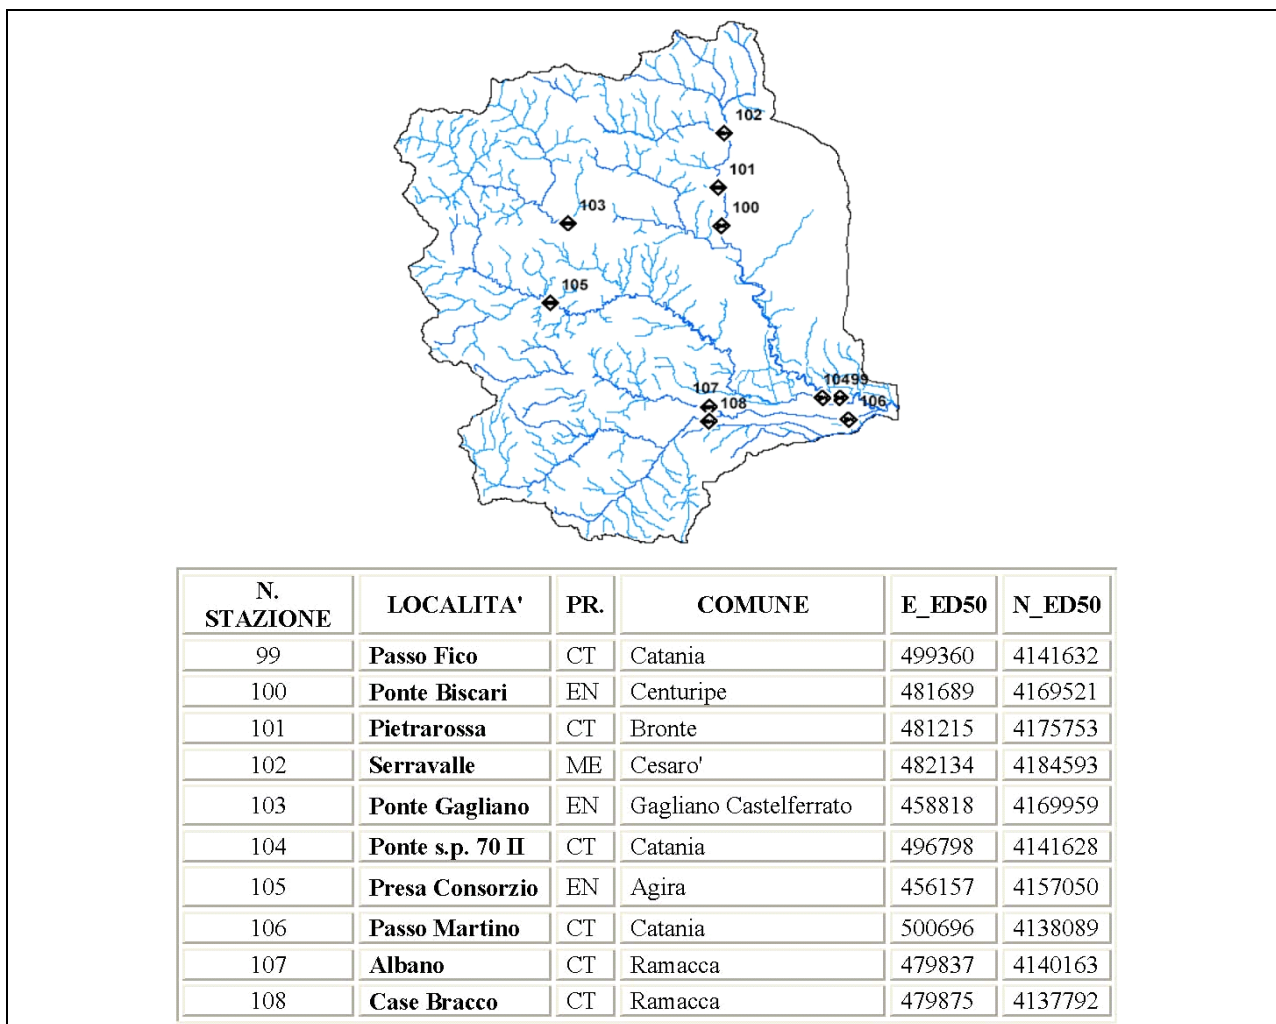 102
101
100
103
105
10499
107
106
108
N. STAZIONE LOCALITA' PR. COMUNE E_ED50 N_ED50
99 Passo Fico CT Catania 499360 4141632
100 Ponte Biscari EN Centuripe 481689 4169521
101 Pietrarossa CT Bronte 481215 4175753
102 Serravalle ME Cesaro' 482134 4184593
103 Ponte Gagliano EN Gagliano Castelferrato 458818 4169959
104 Ponte s.p. 70 II CT Catania 496798 4141628
105 Presa Consorzio EN Agira 456157 4157050
106 Passo Martino CT Catania 500696 4138089
107 Albano CT Ramacca 479837 4140163
108 Case Bracco CT Ramacca 479875 4137792